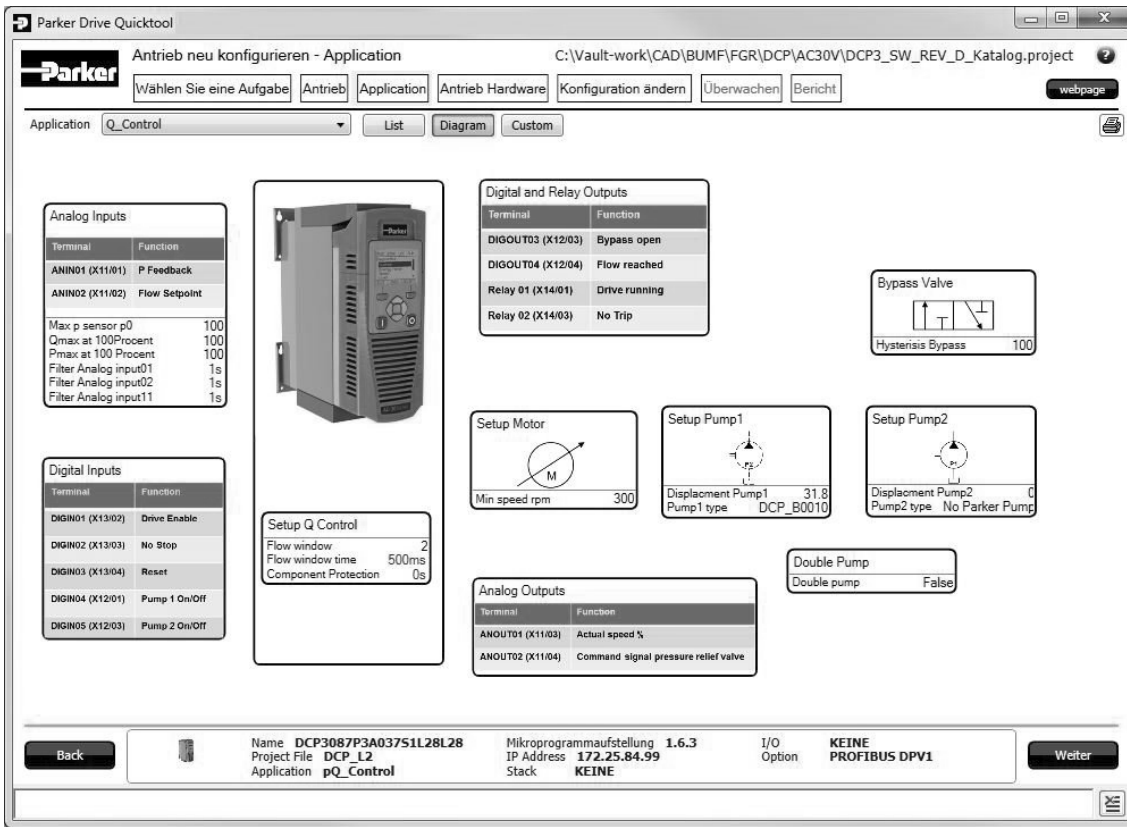 Parker Drive Quicktool
Parker
Antrieb neu konfigurieren - Application
C:\Vault-work\CAD\BUMF\FGR\DCP\AC30V\DCP3_SW_REV_D_Katalog.project
Wählen Sie eine Aufgabe Antrieb Application Antrieb Hardware Konfiguration ändern Überwachen Bericht webpage
Application Q_Control List Diagram Custom
Analog Inputs
Terminal Function
ANIN01 (X11/01) P Feedback
ANIN02 (X11/02) Flow Setpoint
Max p sensor p0 100
Qmax at 100Procent 100
Pmax at 100 Procent 100
Filter Analog input01 1s
Filter Analog input02 1s
Filter Analog input11 1s
Digital Inputs
Terminal Function
DIGIN01 (X13/02) Drive Enable
DIGIN02 (X13/03) No Stop
DIGIN03 (X13/04) Reset
DIGIN04 (X12/01) Pump 1 On/Off
DIGIN05 (X12/03) Pump 2 On/Off
Parker
Setup Q Control
Flow window 2
Flow window time 500ms
Component Protection 0s
Digital and Relay Outputs
Terminal Function
DIGOUT03 (X12/03) Bypass open
DIGOUT04 (X12/04) Flow reached
Relay 01 (X14/01) Drive running
Relay 02 (X14/03) No Trip
Bypass Valve
Hysterisis Bypass 100
Setup Motor
M
Min speed rpm 300
Setup Pump1
P2
Displacment Pump1 31.8
Pump1 type DCP_B0010
Setup Pump2
P1
Displacment Pump2 0
Pump2 type No Parker Pump
Double Pump
Double pump False
Analog Outputs
Terminal Function
ANOUT01 (X11/03) Actual speed %
ANOUT02 (X11/04) Command signal pressure relief valve
Back
Name DCP3087P3A037S1L28L28
Project File DCP_L2
Application pQ_Control
Mikroprogrammaufstellung 1.6.3
IP Address 172.25.84.99
Stack KEINE
I/O KEINE
Option PROFIBUS DPV1
Weiter